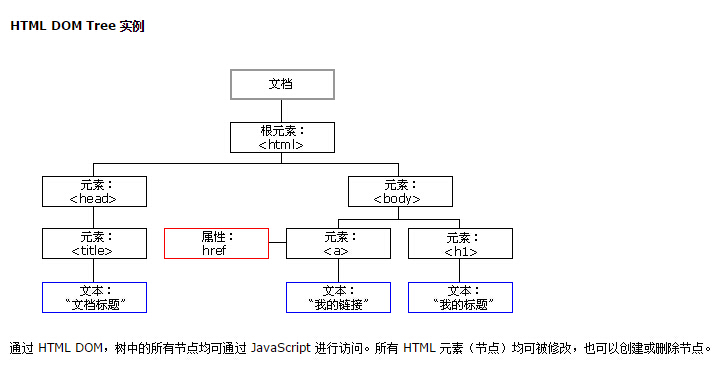 HTML DOM Tree 实例
文档
根元素：
<html>
元素：
<head>
元素：
<body>
元素：
<title>
属性：
href
元素：
<a>
元素：
<h1>
文本：
“文档标题”
文本：
“我的链接”
文本：
“我的标题”
通过 HTML DOM，树中的所有节点均可通过 JavaScript 进行访问。所有 HTML 元素（节点）均可被修改，也可以创建或删除节点。